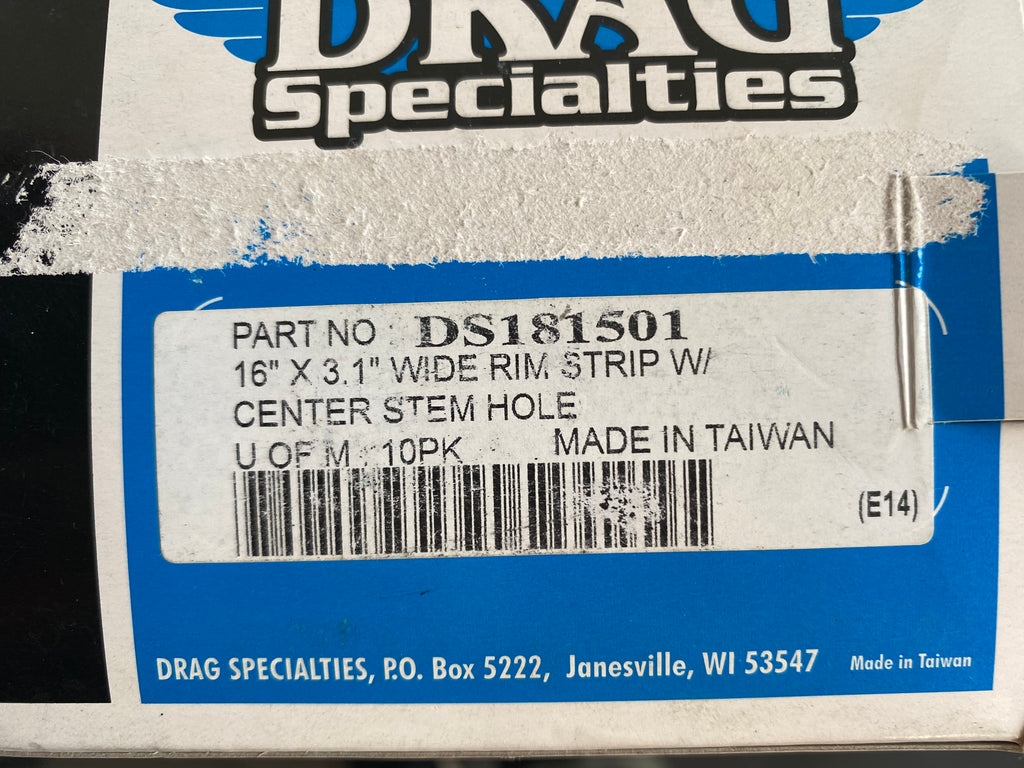 DRAG
Specialties
PART NO : DS181501
16" X 3.1" WIDE RIM STRIP W/
CENTER STEM HOLE
U OF M : 10PK MADE IN TAIWAN
(E14)
DRAG SPECIALTIES, P.O. Box 5222, Janesville, WI 53547 Made in Taiwan